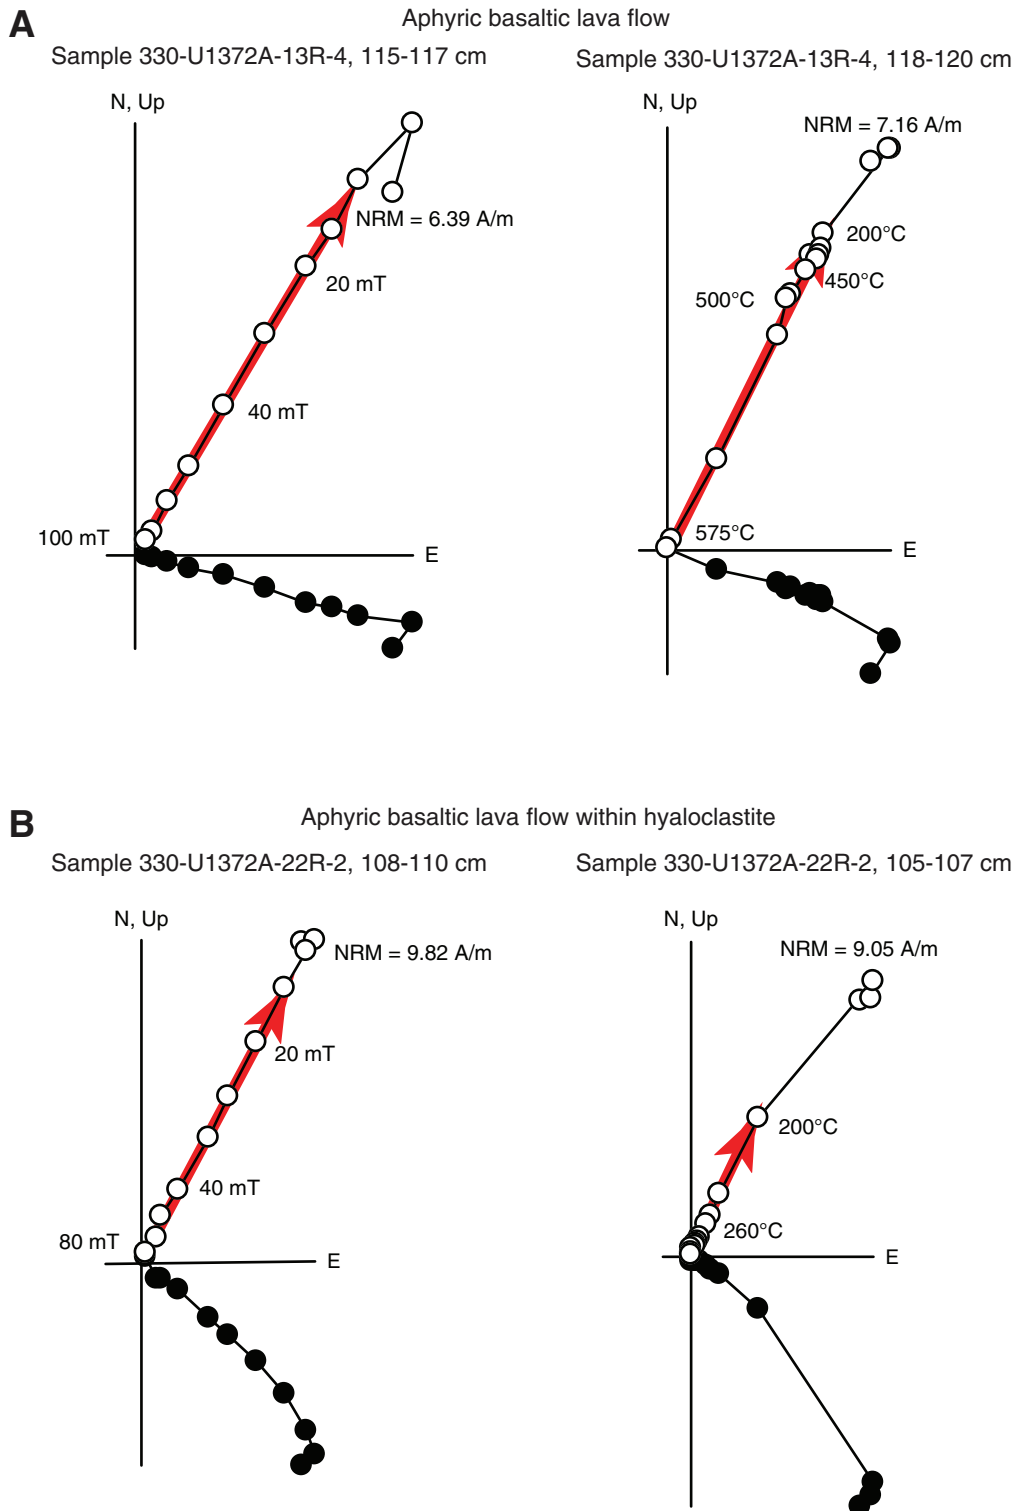 A
Aphyric basaltic lava flow
Sample 330-U1372A-13R-4, 115-117 cm
Sample 330-U1372A-13R-4, 118-120 cm
N, Up
NRM = 6.39 A/m
20 mT
40 mT
100 mT
E
N, Up
NRM = 7.16 A/m
200°C
450°C
500°C
575°C
E
B
Aphyric basaltic lava flow within hyaloclastite
Sample 330-U1372A-22R-2, 108-110 cm
Sample 330-U1372A-22R-2, 105-107 cm
N, Up
NRM = 9.82 A/m
20 mT
40 mT
80 mT
E
N, Up
NRM = 9.05 A/m
200°C
260°C
E